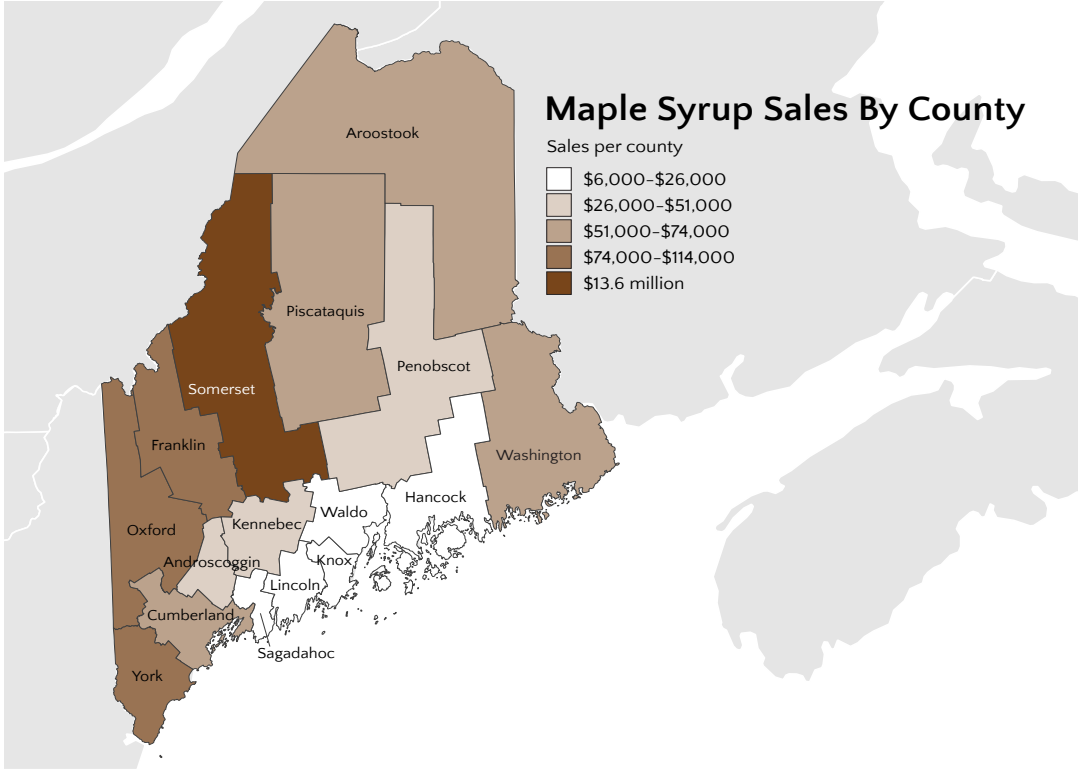 Maple Syrup Sales By County
Sales per county
$6,000–$26,000
$26,000–$51,000
$51,000–$74,000
$74,000–$114,000
$13.6 million
Aroostook
Piscataquis
Penobscot
Somerset
Franklin
Washington
Hancock
Waldo
Kennebec
Oxford
Androscoggin
Knox
Lincoln
Cumberland
Sagadahoc
York